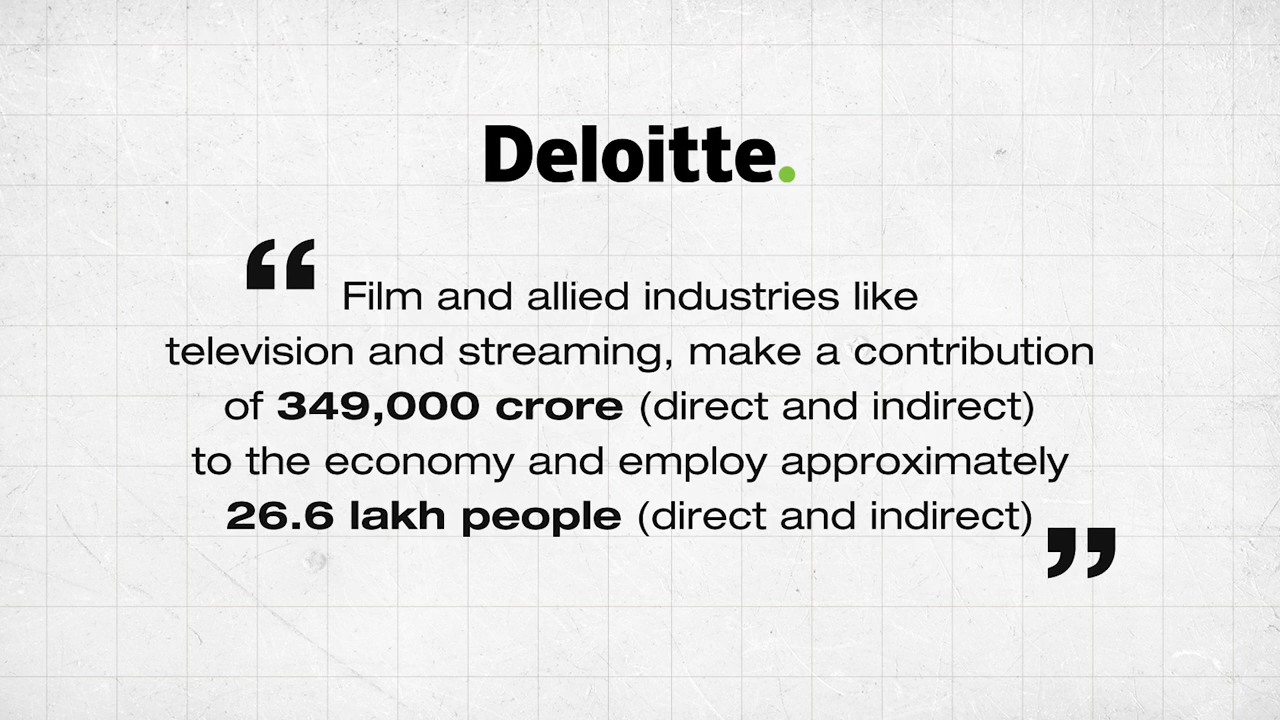 Deloitte.
“ Film and allied industries like
television and streaming, make a contribution
of 349,000 crore (direct and indirect)
to the economy and employ approximately
26.6 lakh people (direct and indirect) ”